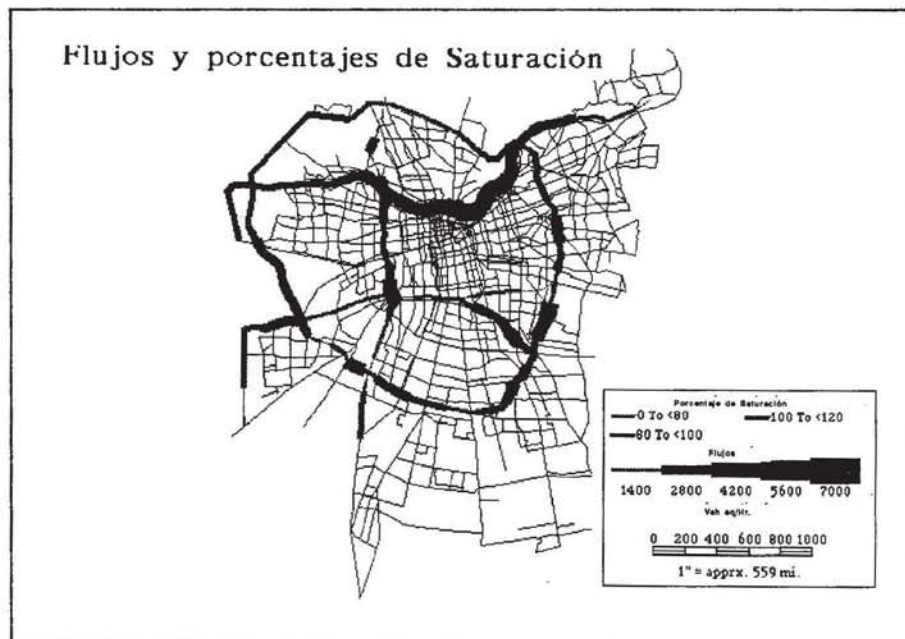 Flujos y porcentajes de Saturación
Porcentaje de Saturación
0 To <80
100 To <120
80 To <100
Flujos
1400 2800 4200 5600 7000
Veh eq/Hr.
0 200 400 600 800 1000
1" = apprx. 559 mi.